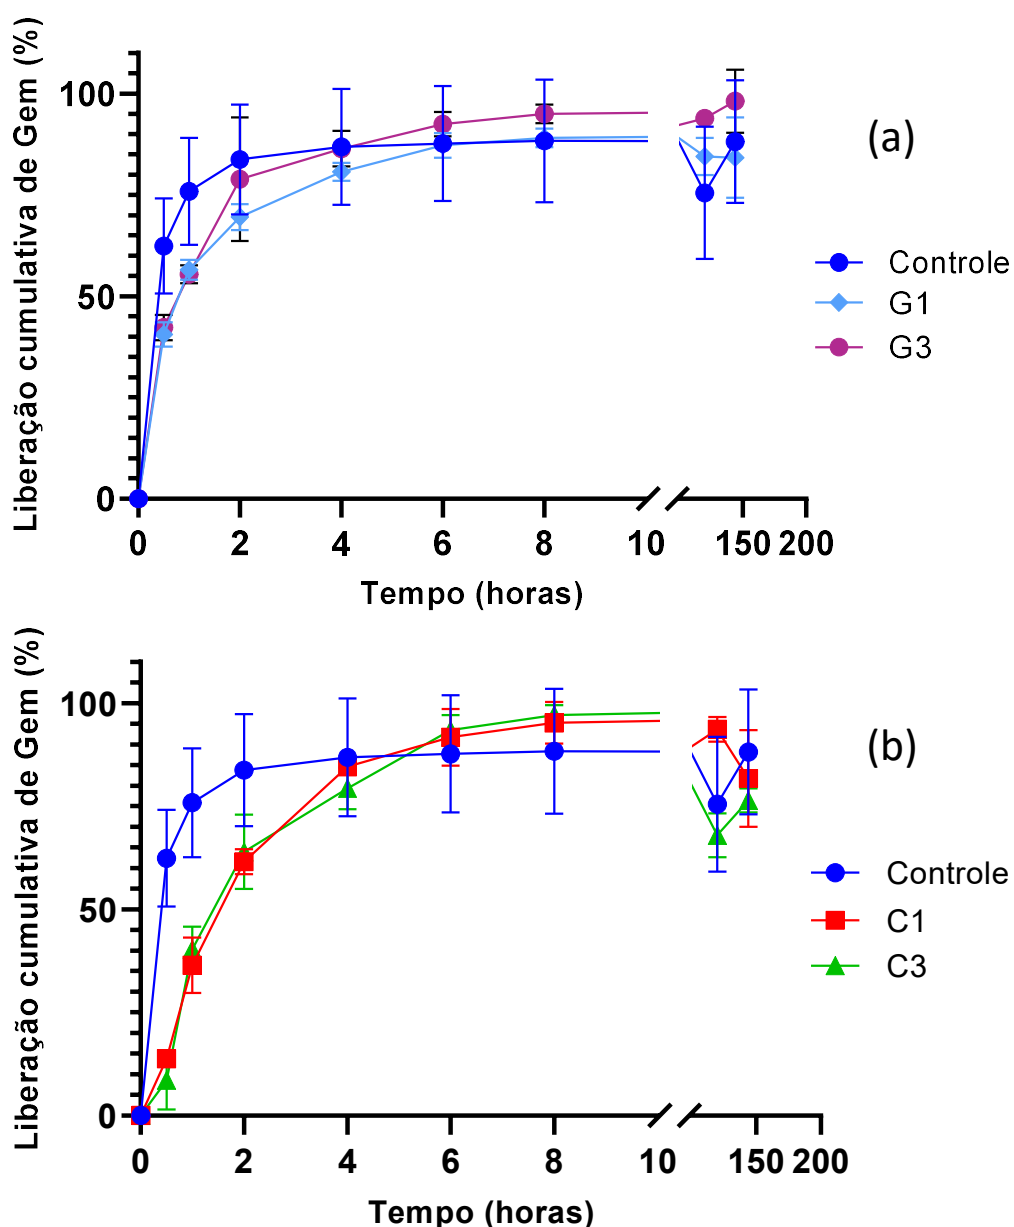 Liberação cumulativa de Gem (%)
100
50
0
0 2 4 6 8 10 150 200
Tempo (horas)
(a)
Controle
G1
G3
Liberação cumulativa de Gem (%)
100
50
0
0 2 4 6 8 10 150 200
Tempo (horas)
(b)
Controle
C1
C3